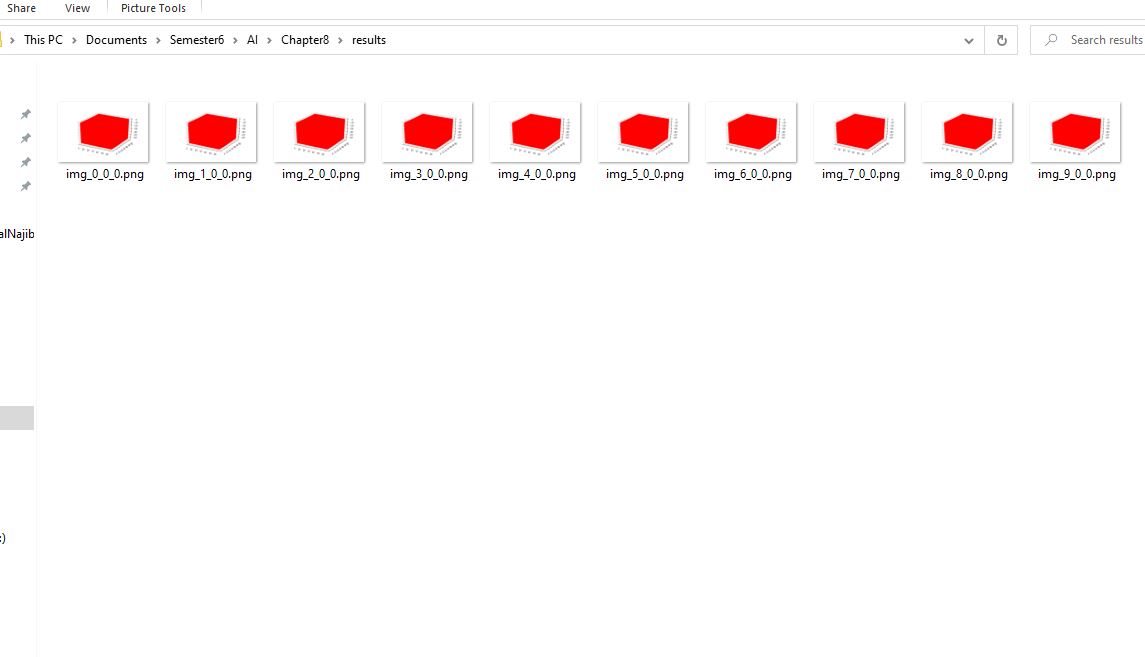 Share View Picture Tools
This PC Documents Semester6 AI Chapter8 results Search results
img_0_0_0.png img_1_0_0.png img_2_0_0.png img_3_0_0.png img_4_0_0.png img_5_0_0.png img_6_0_0.png img_7_0_0.png img_8_0_0.png img_9_0_0.png
alNajib
:)